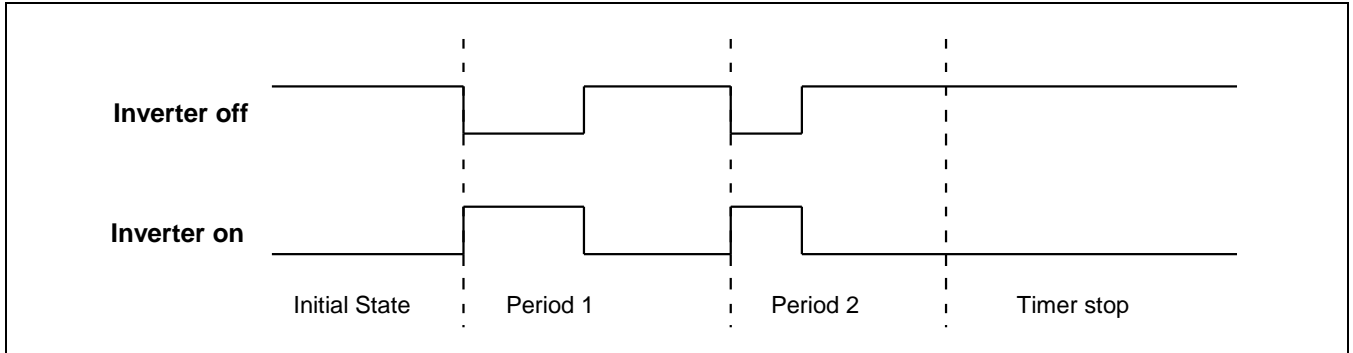 Inverter off
Inverter on
Initial State
Period 1
Period 2
Timer stop